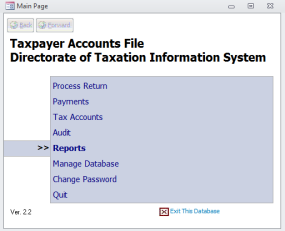 Main Page
Back Forward
Taxpayer Accounts File
Directorate of Taxation Information System
Process Return
Payments
Tax Accounts
Audit
>> Reports
Manage Database
Change Password
Quit
Ver. 2.2 Exit This Database